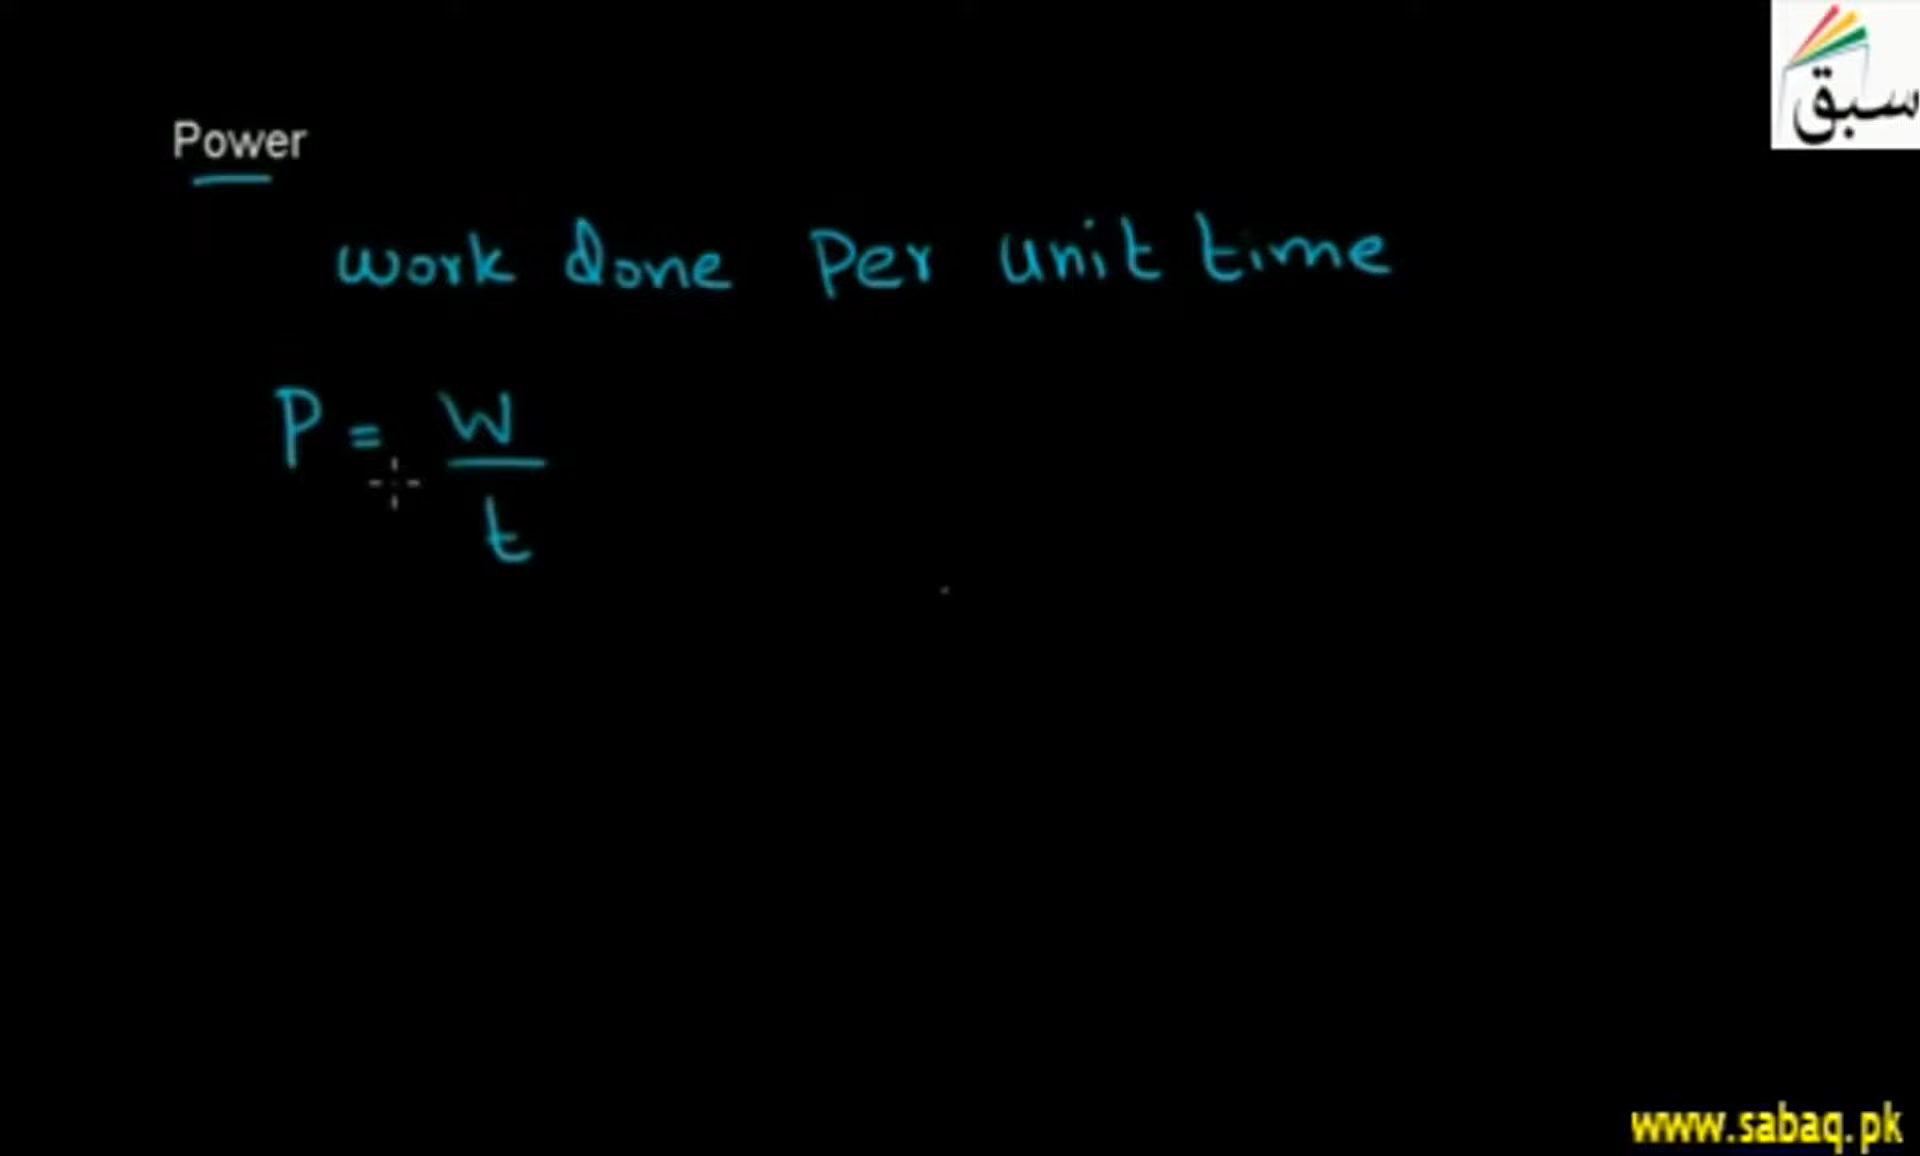 سبق
Power
work done Per unit time
P = W
t
www.sabaq.pk